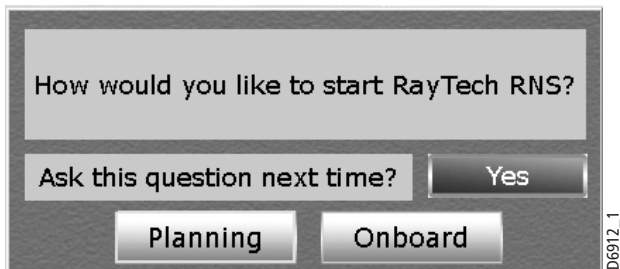 How would you like to start RayTech RNS?
Ask this question next time? Yes
Planning Onboard
D6912_1